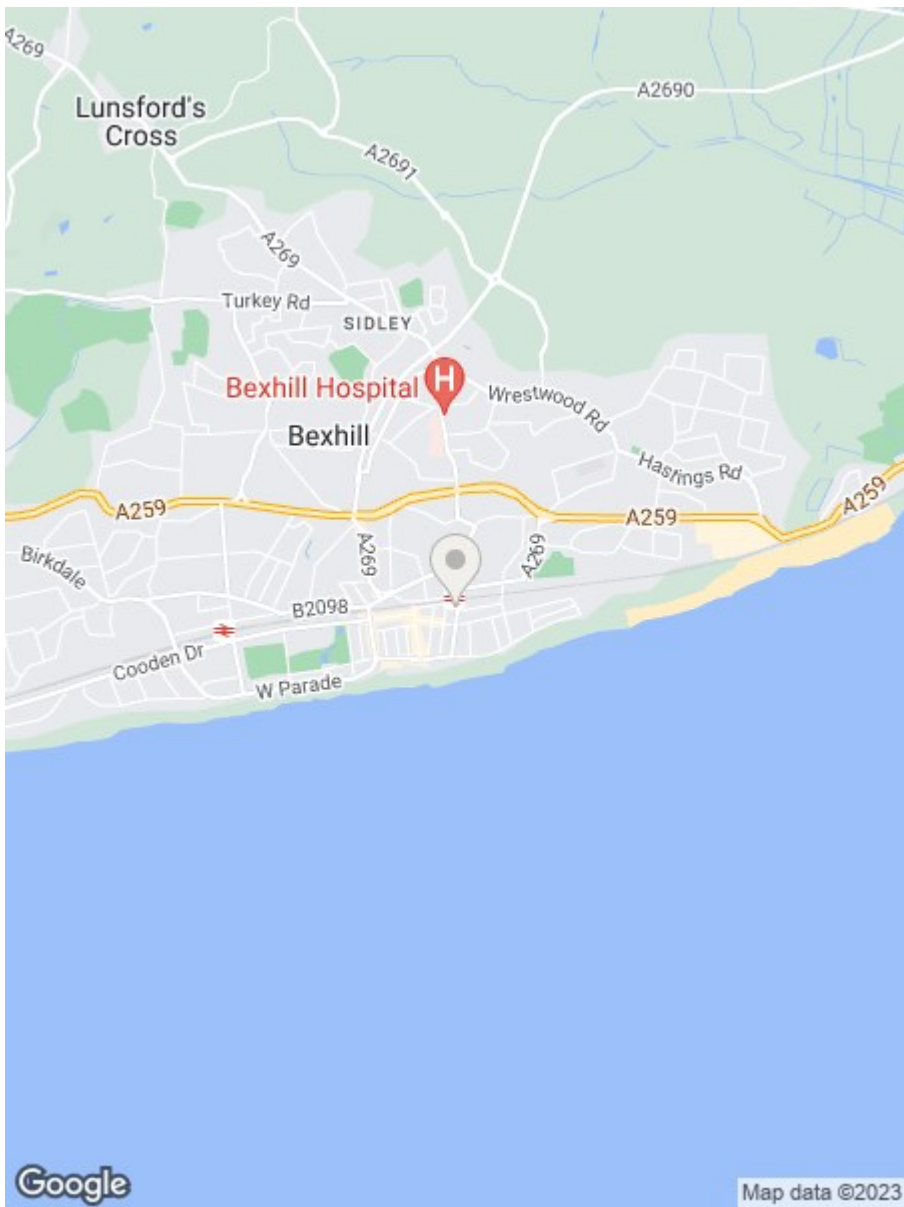 A269
A2690
Lunsford's
Cross
A2691
A269
Turkey Rd
SIDLEY
H
Bexhill Hospital
Wrestwood Rd
Bexhill
Hastings Rd
A259
A259
A259
Birkdale
A269
A269
B2098
Cooden Dr
W Parade
Google
Map data ©2023